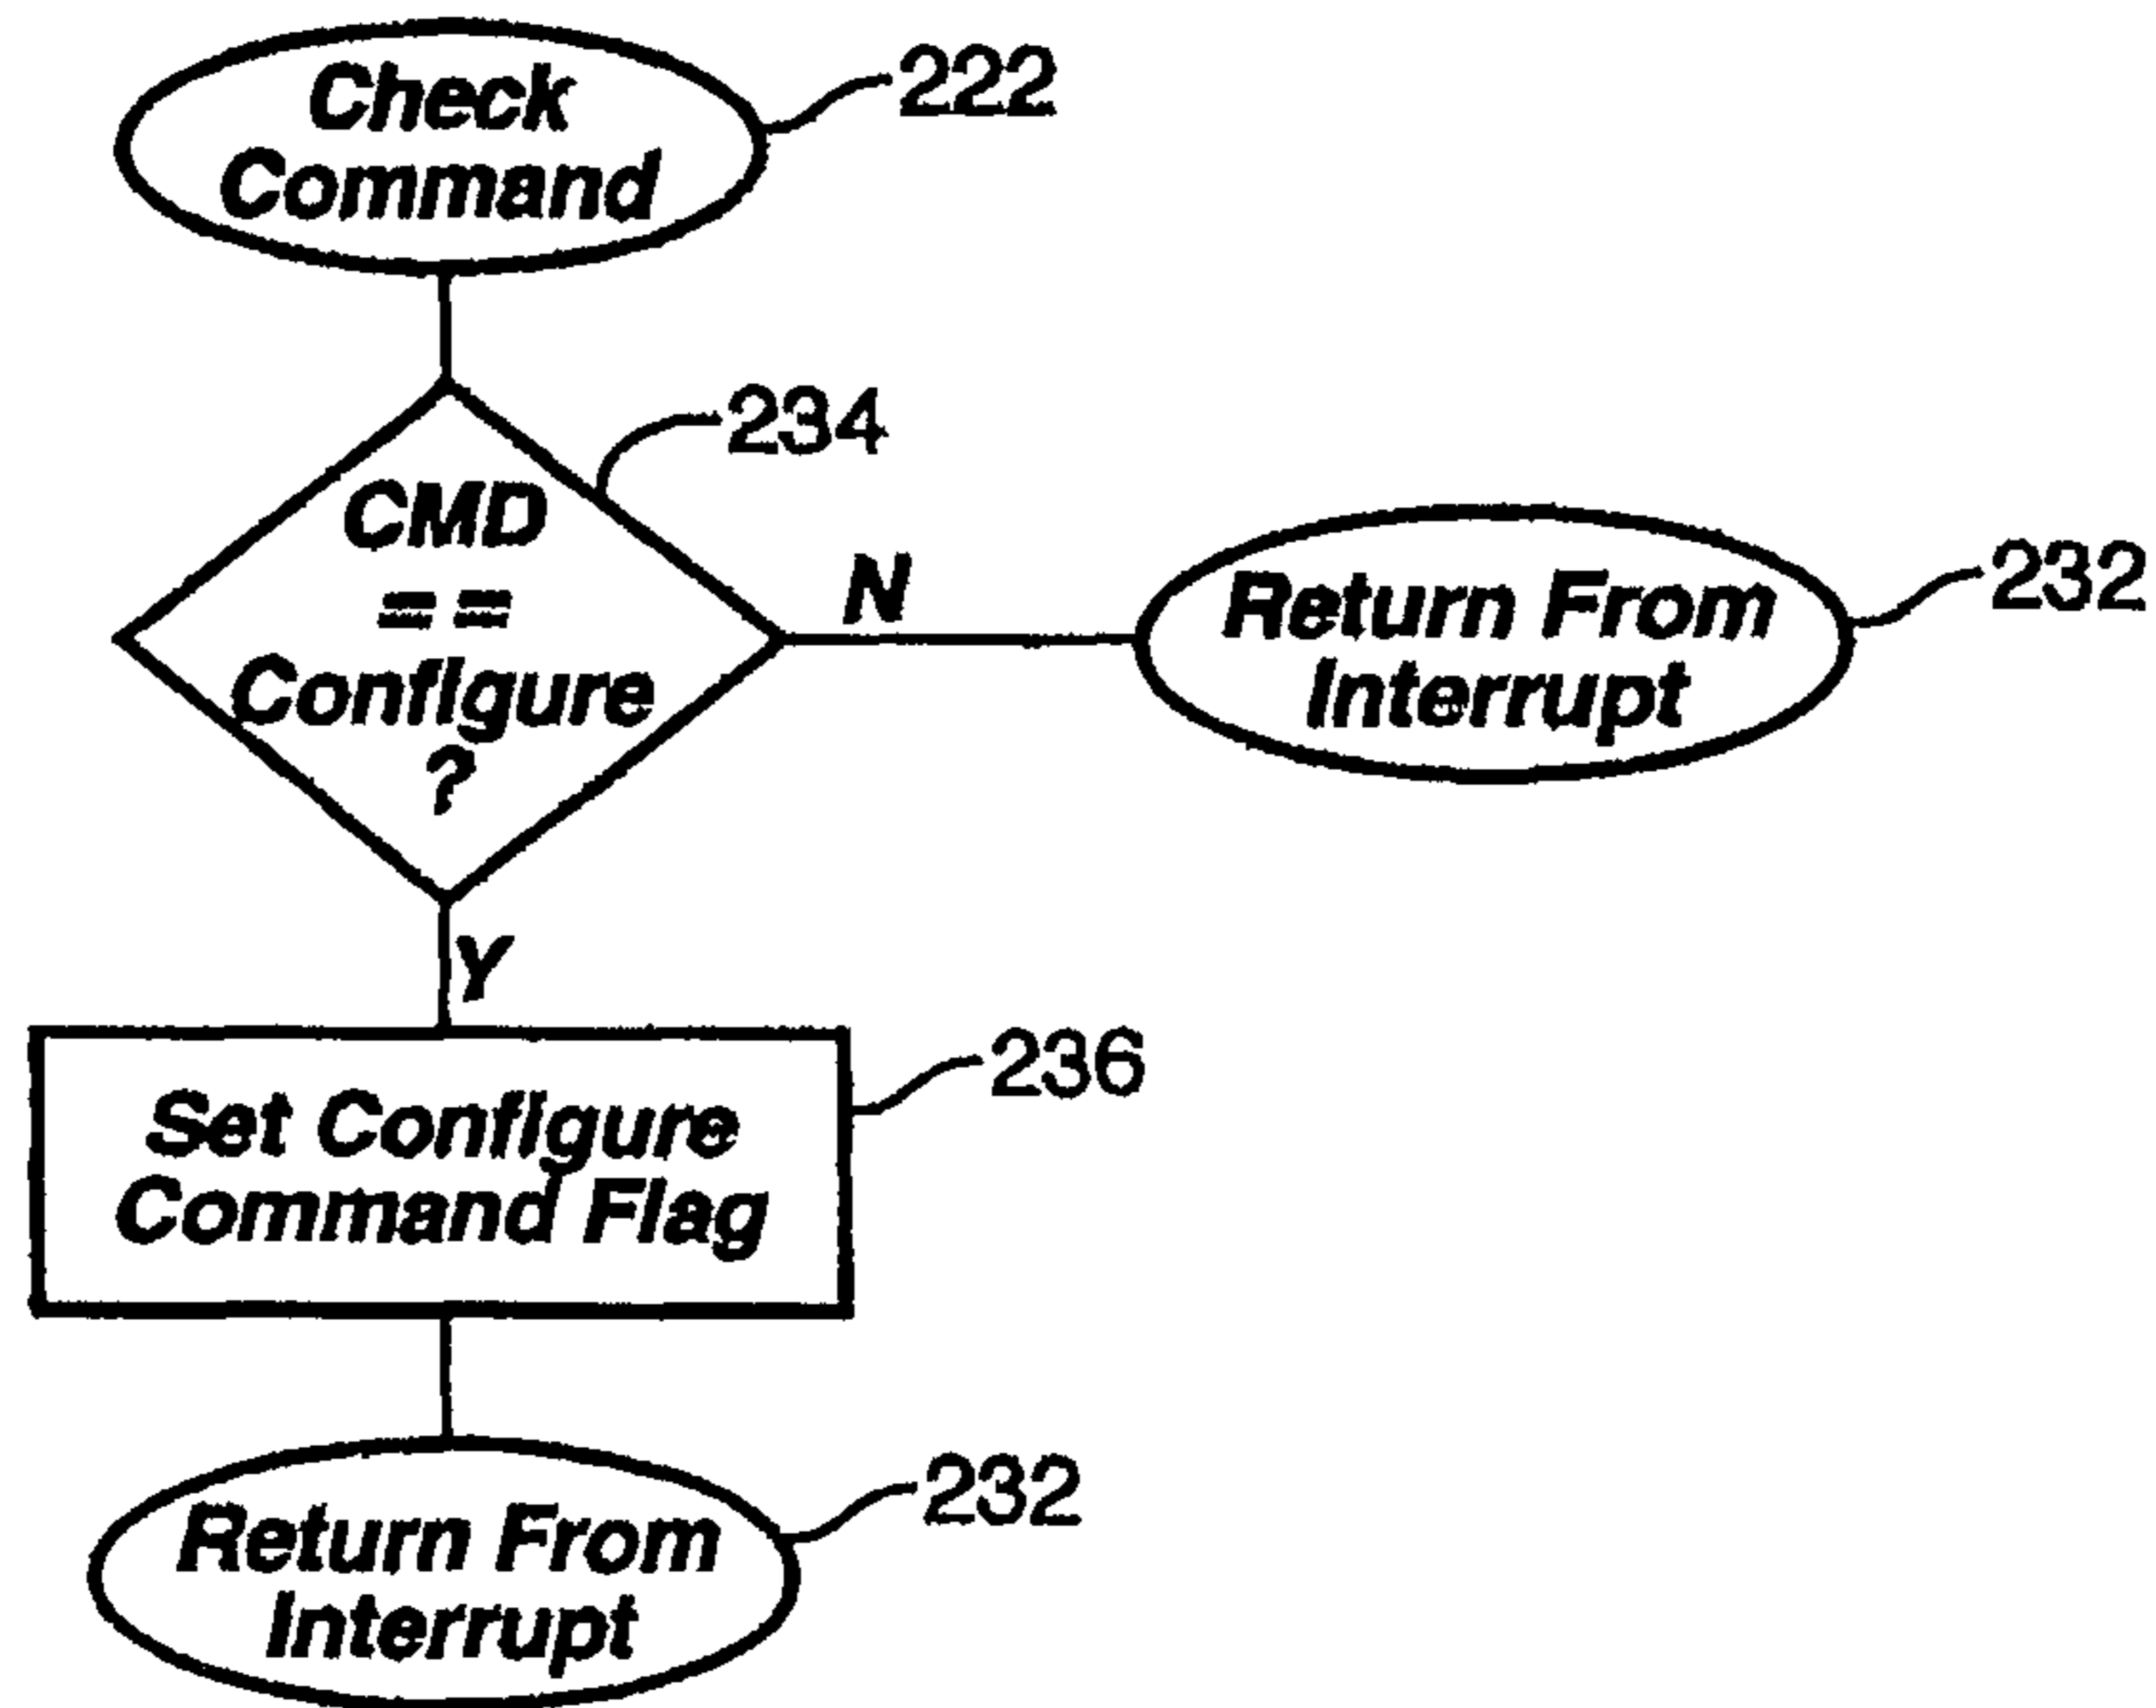 Check
Command
222
234
CMD
==
Configure
?
N
Return From
Interrupt
232
Y
Set Configure
Command Flag
236
Return From
Interrupt
232